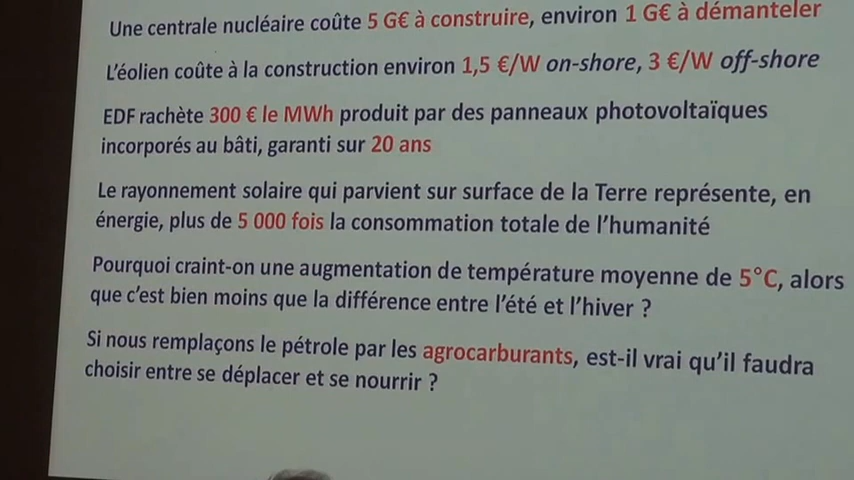 Une centrale nucléaire coûte 5 G€ à construire, environ 1 G€ à démanteler
L'éolien coûte à la construction environ 1,5 €/W on-shore, 3 €/W off-shore
EDF rachète 300 € le MWh produit par des panneaux photovoltaïques
incorporés au bâti, garanti sur 20 ans
Le rayonnement solaire qui parvient sur surface de la Terre représente, en
énergie, plus de 5 000 fois la consommation totale de l'humanité
Pourquoi craint-on une augmentation de température moyenne de 5°C, alors
que c'est bien moins que la différence entre l'été et l'hiver ?
Si nous remplaçons le pétrole par les agrocarburants, est-il vrai qu'il faudra
choisir entre se déplacer et se nourrir ?